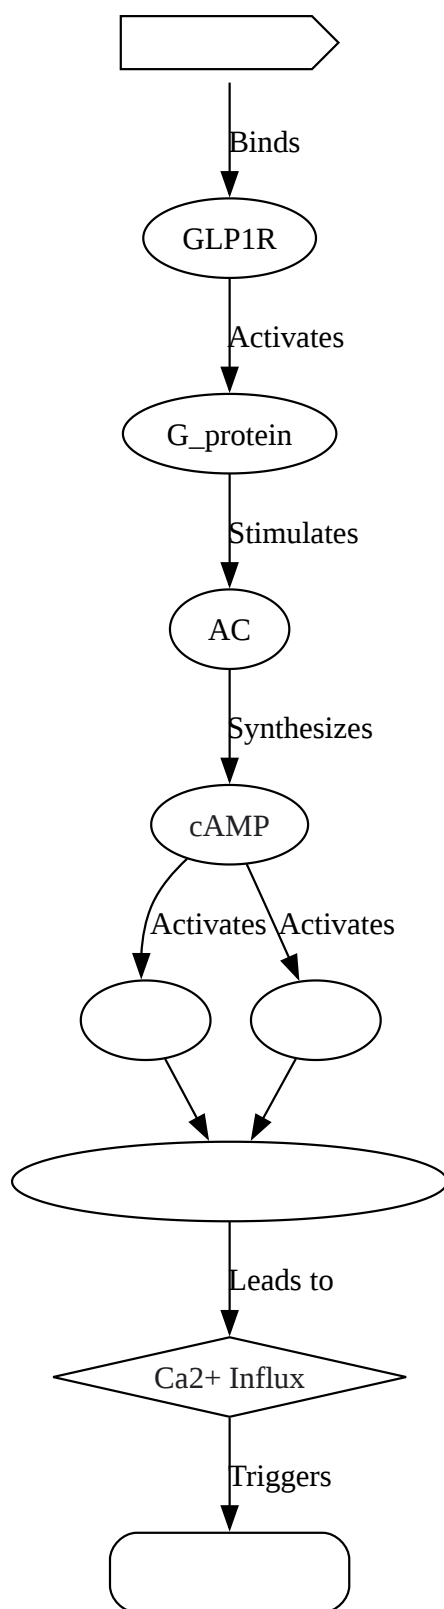 Binds
GLP1R
Activates
G_protein
Stimulates
AC
Synthesizes
cAMP
Activates Activates
Leads to
Ca2+ Influx
Triggers